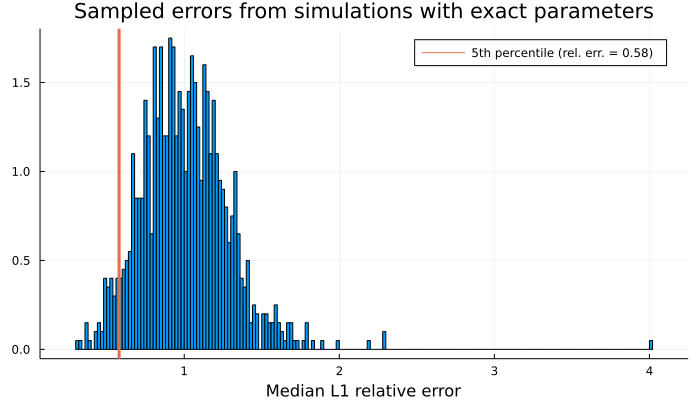 Sampled errors from simulations with exact parameters
5th percentile (rel. err. = 0.58)
1.5
1.0
0.5
0.0
1
2
3
4
Median L1 relative error